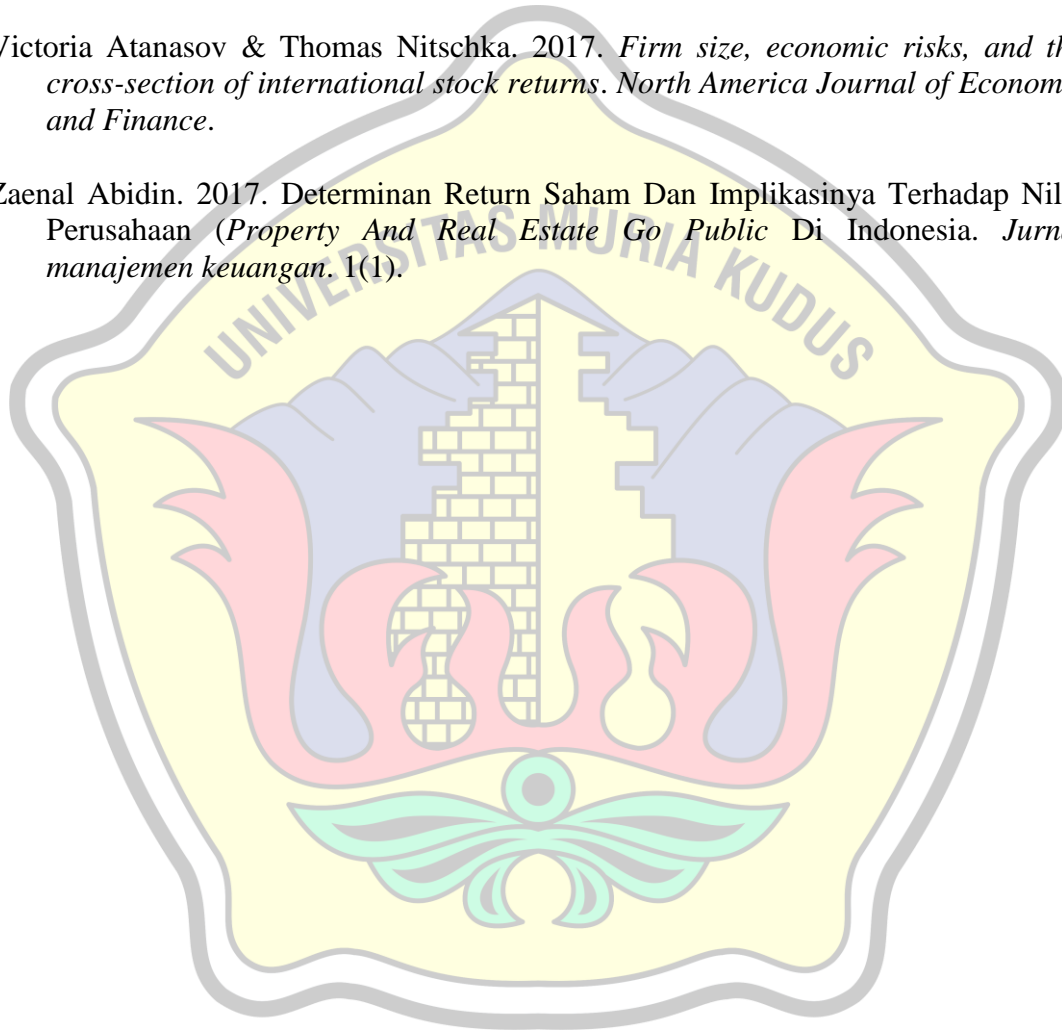 Victoria Atanasov & Thomas Nitschka. 2017. Firm size, economic risks, and th
cross-section of international stock returns. North America Journal of Econom
and Finance.
Zaenal Abidin. 2017. Determinan Return Saham Dan Implikasinya Terhadap Nil
Perusahaan (Property And Real Estate Go Public Di Indonesia. Jurna
manajemen keuangan. 1(1).
UNIVERSITAS MURIA KUDUS